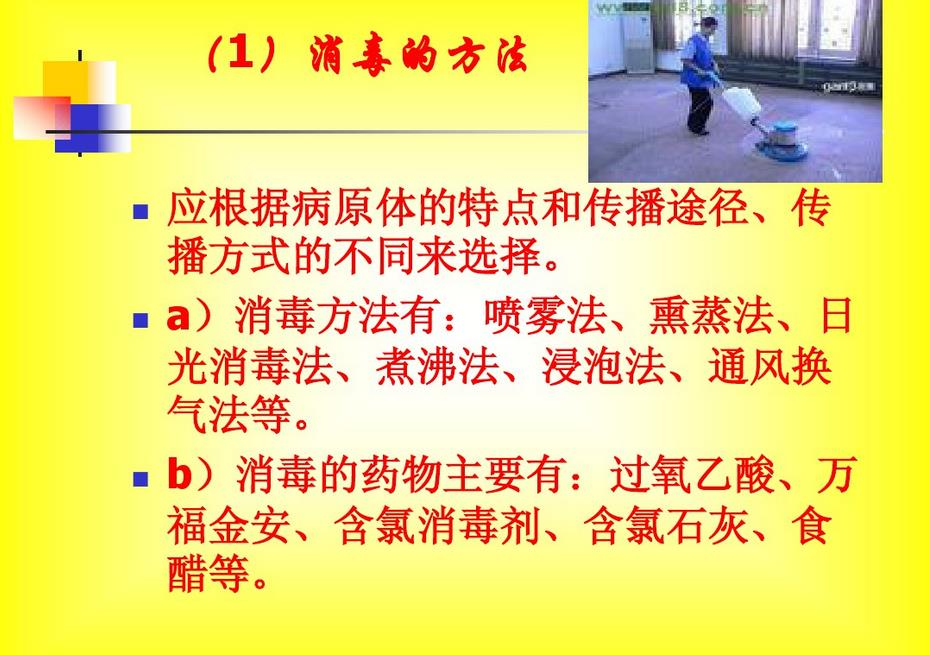 （1）消毒的方法
应根据病原体的特点和传播途径、传
播方式的不同来选择。
a）消毒方法有：喷雾法、熏蒸法、日
光消毒法、煮沸法、浸泡法、通风换
气法等。
b）消毒的药物主要有：过氧乙酸、万
福金安、含氯消毒剂、含氯石灰、食
醋等。